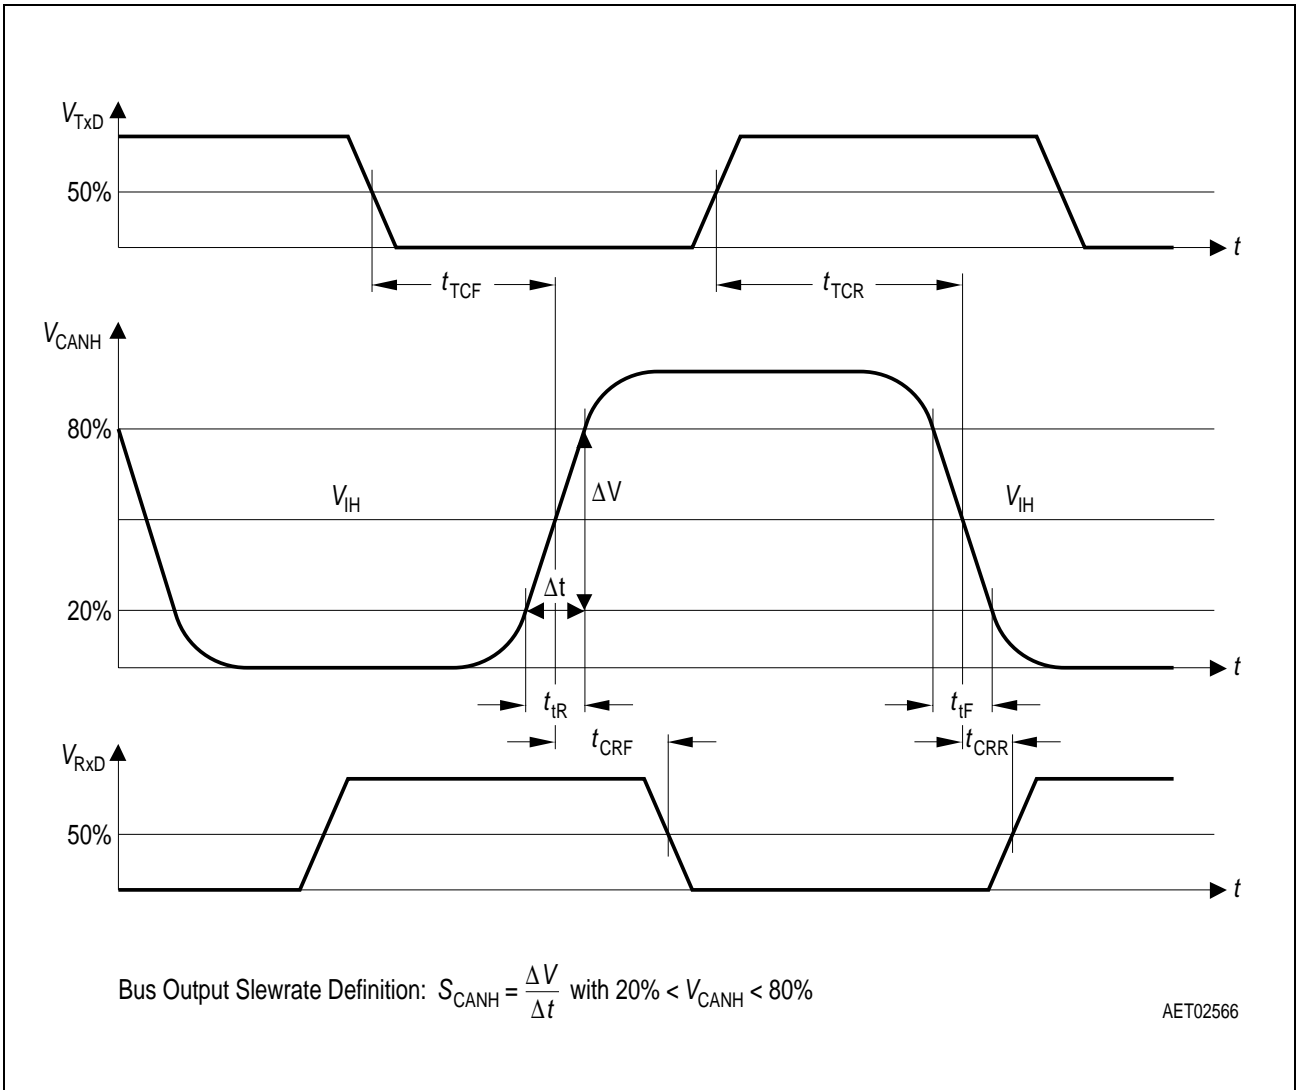 VTxD
50%
t
tTCF
tTCR
VCANH
80%
VIH
ΔV
VIH
Δt
20%
t
ttR
ttF
tCRF
tCRR
VRxD
50%
t
Bus Output Slewrate Definition: SCANH = ΔV/Δt with 20% < VCANH < 80%
AET02566